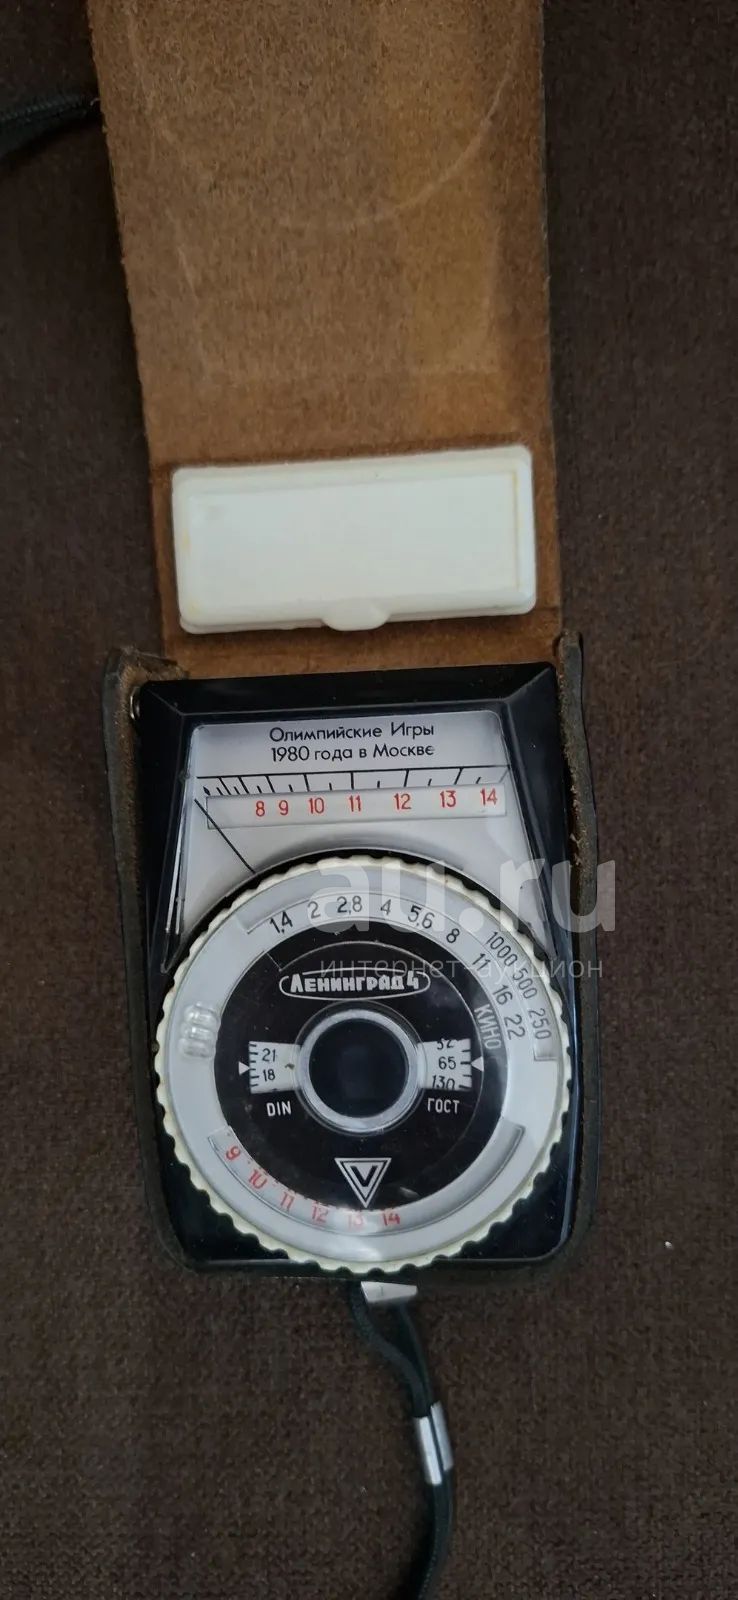 Олимпийские Игры
1980 года в Москве
8 9 10 11 12 13 14
1,4 2 2,8 4 5,6 8 11 16 22
1000 500 250
КИНО
ЛЕНИНГРАД 4
21
18
DIN
32
65
130
ГОСТ
V
9 10 11 12 13 14
au.ru
интернет-аукцион